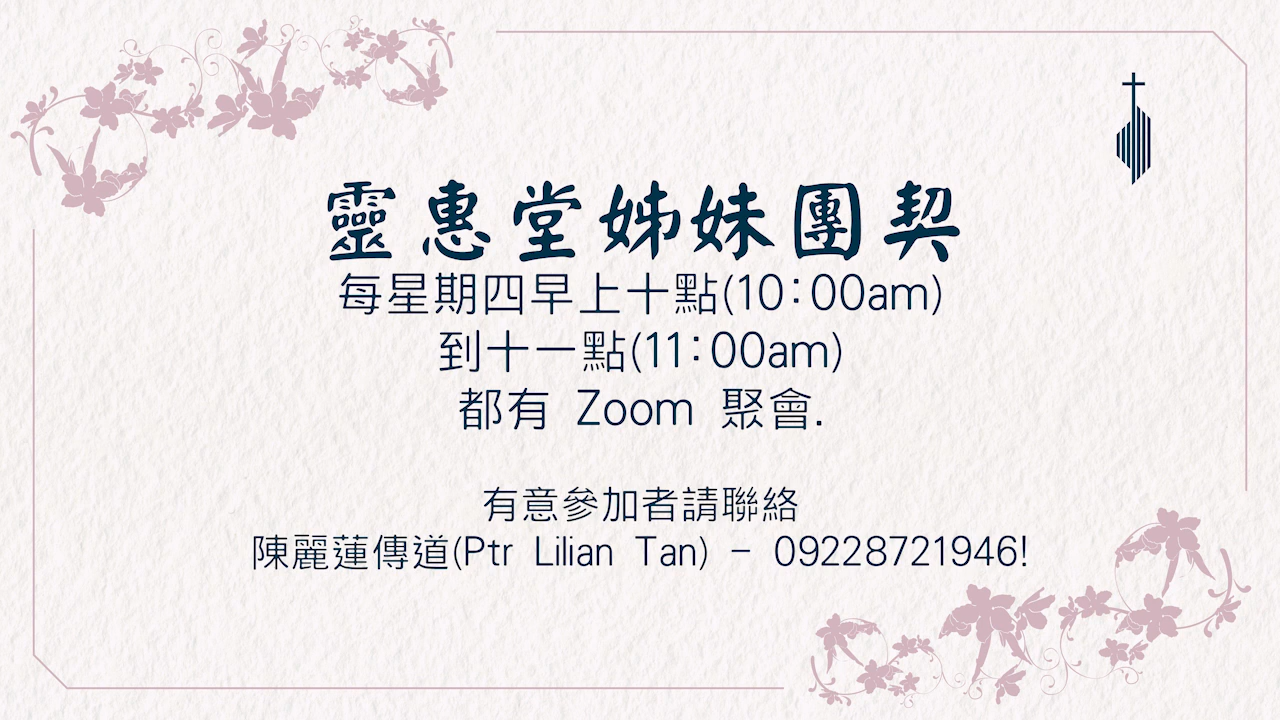 靈惠堂姊妹團契
每星期四早上十點(10:00am)
到十一點(11:00am)
都有 Zoom 聚會.
有意參加者請聯絡
陳麗蓮傳道(Ptr Lilian Tan) - 09228721946!